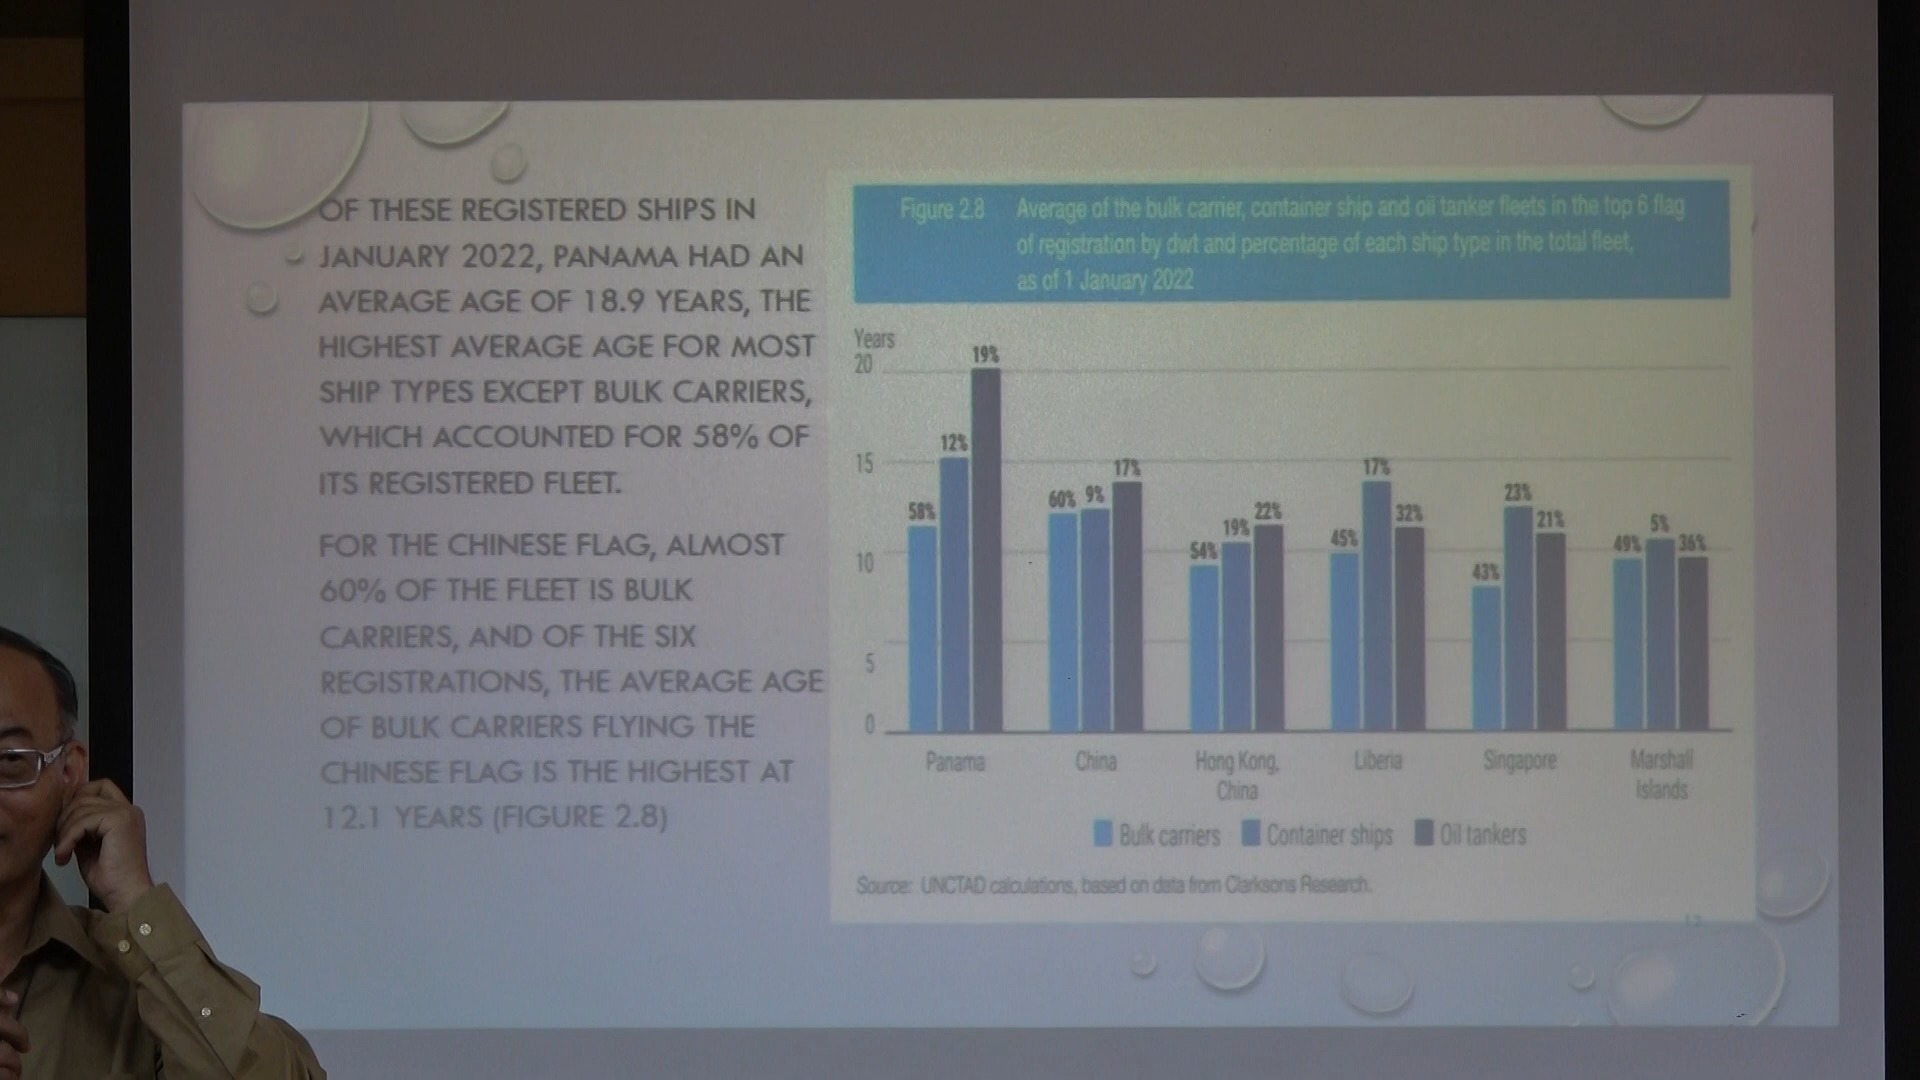 OF THESE REGISTERED SHIPS IN
JANUARY 2022, PANAMA HAD AN
AVERAGE AGE OF 18.9 YEARS, THE
HIGHEST AVERAGE AGE FOR MOST
SHIP TYPES EXCEPT BULK CARRIERS,
WHICH ACCOUNTED FOR 58% OF
ITS REGISTERED FLEET.
FOR THE CHINESE FLAG, ALMOST
60% OF THE FLEET IS BULK
CARRIERS, AND OF THE SIX
REGISTRATIONS, THE AVERAGE AGE
OF BULK CARRIERS FLYING THE
CHINESE FLAG IS THE HIGHEST AT
12.1 YEARS (FIGURE 2.8)
Figure 2.8 Average of the bulk carrier, container ship and oil tanker fleets in the top 6 flag
of registration by dwt and percentage of each ship type in the total fleet,
as of 1 January 2022
Years
20
15
10
5
0
58% 12% 19%
60% 9% 17%
54% 19% 22%
45% 17% 32%
43% 23% 21%
49% 5% 36%
Panama
China
Hong Kong,
China
Liberia
Singapore
Marshall
Islands
Bulk carriers Container ships Oil tankers
Source: UNCTAD calculations, based on data from Clarksons Research.